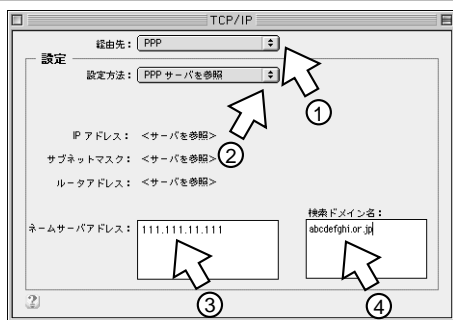 TCP/IP
経由先: PPP
設定
設定方法: PPP サーバを参照
①
IP アドレス: <サーバを参照>
②
サブネットマスク: <サーバを参照>
ルータアドレス: <サーバを参照>
検索ドメイン名:
ネームサーバアドレス: 111.111.11.111
abcdefghi.or.jp
③
④
?